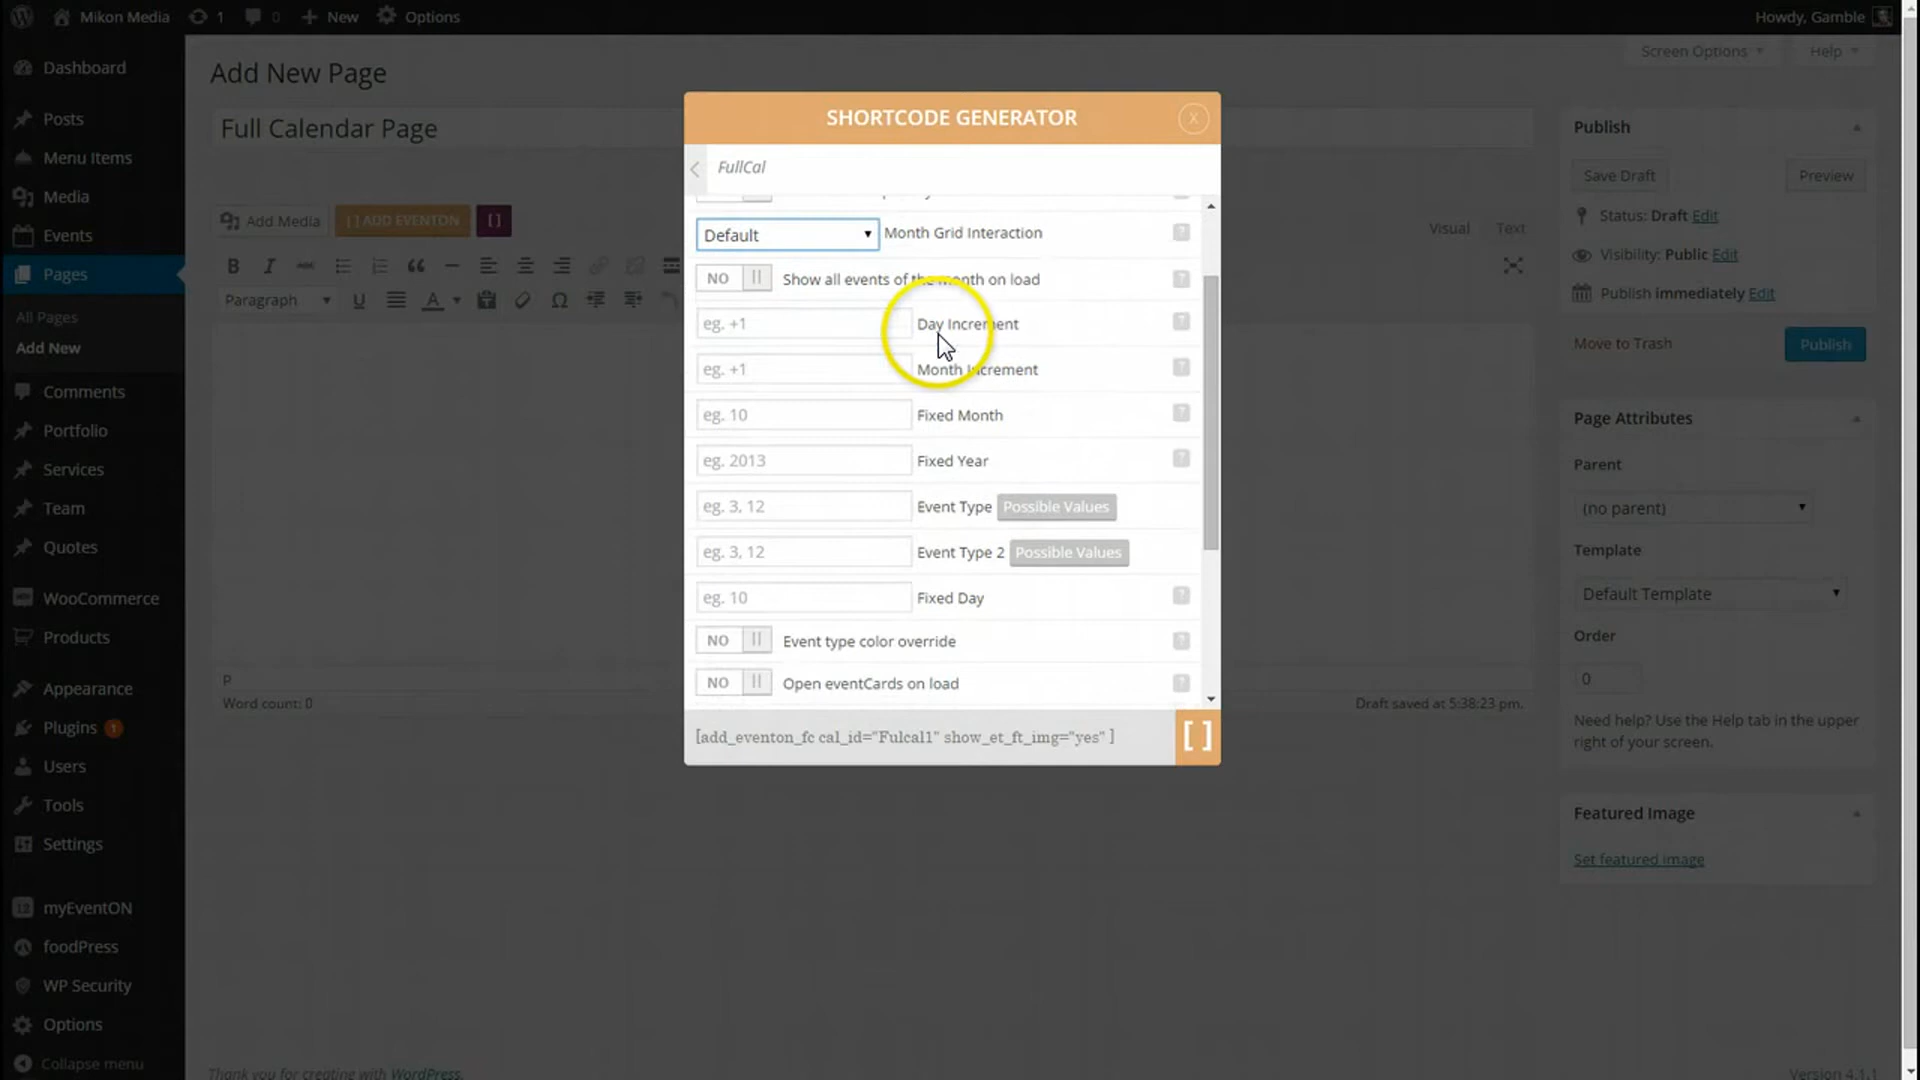 Mikon Media 1 0 New Options Howdy, Gamble
Dashboard
Posts
Menu Items
Media
Events
Pages
All Pages
Add New
Comments
Portfolio
Services
Team
Quotes
WooCommerce
Products
Appearance
Plugins 1
Users
Tools
Settings
myEventON
foodPress
WP Security
Options
Collapse menu
Screen Options Help
Add New Page
Full Calendar Page
Add Media [ ] ADD EVENTON [ ]
Visual Text
Paragraph
P
Word count: 0 Draft saved at 5:38:23 pm.
Thank you for creating with WordPress.
Version 4.1.1
SHORTCODE GENERATOR X
FullCal
Default Month Grid Interaction ?
NO Show all events of the month on load ?
eg. +1 Day Increment ?
eg. +1 Month Increment ?
eg. 10 Fixed Month ?
eg. 2013 Fixed Year ?
eg. 3, 12 Event Type Possible Values
eg. 3, 12 Event Type 2 Possible Values
eg. 10 Fixed Day ?
NO Event type color override ?
NO Open eventCards on load ?
[add_eventon_fc cal_id="Fulcal1" show_et_ft_img="yes" ] [ ]
Publish
Save Draft Preview
Status: Draft Edit
Visibility: Public Edit
Publish immediately Edit
Move to Trash Publish
Page Attributes
Parent
(no parent)
Template
Default Template
Order
0
Need help? Use the Help tab in the upper
right of your screen.
Featured Image
Set featured image